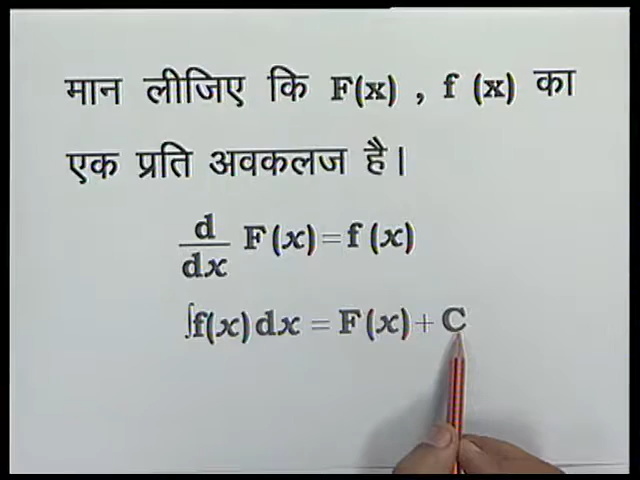 मान लीजिए कि F(x) , f (x) का
एक प्रति अवकलज है।
d/dx F(x) = f (x)
∫f(x) dx = F(x) + C